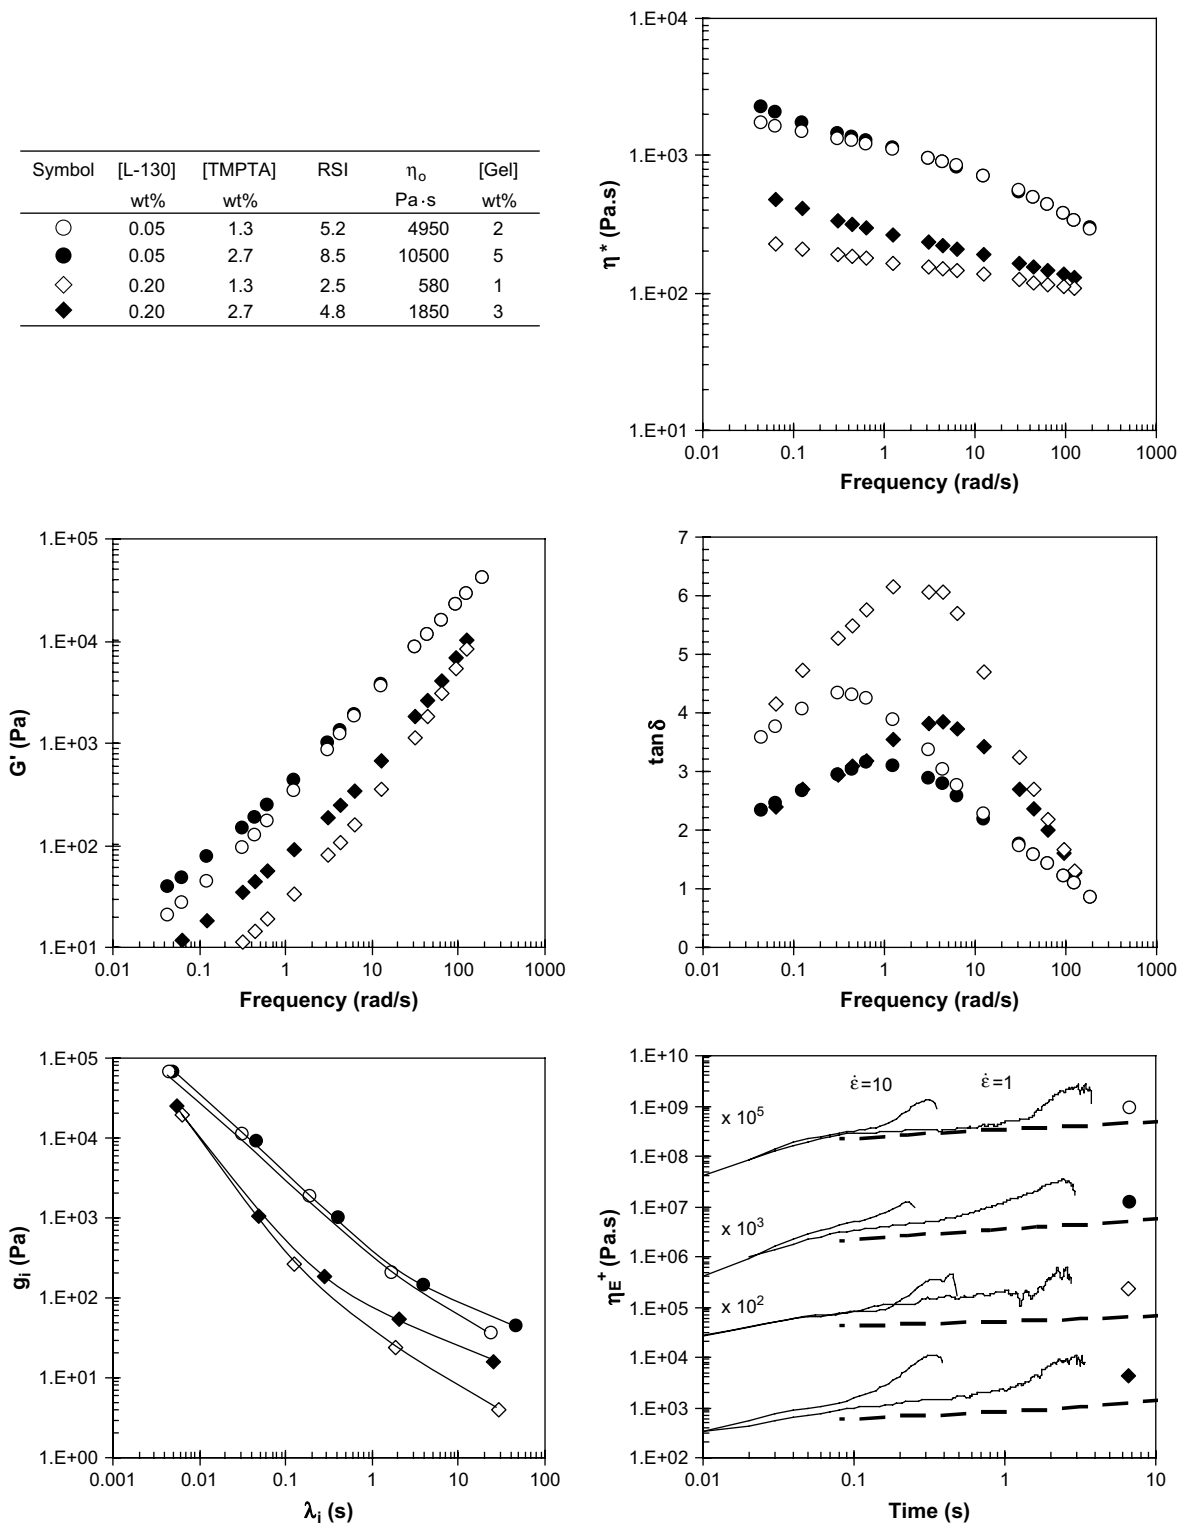 Symbol [L-130] [TMPTA] RSI ηo [Gel]
wt% wt% Pa·s wt%
0.05 1.3 5.2 4950 2
0.05 2.7 8.5 10500 5
0.20 1.3 2.5 580 1
0.20 2.7 4.8 1850 3
1.E+04
1.E+03
1.E+02
1.E+01
η* (Pa.s)
0.01 0.1 1 10 100 1000
Frequency (rad/s)
1.E+05
1.E+04
1.E+03
1.E+02
1.E+01
G' (Pa)
0.01 0.1 1 10 100 1000
Frequency (rad/s)
7
6
5
4
3
2
1
0
tanδ
0.01 0.1 1 10 100 1000
Frequency (rad/s)
1.E+05
1.E+04
1.E+03
1.E+02
1.E+01
1.E+00
gi (Pa)
0.001 0.01 0.1 1 10 100
λi (s)
1.E+10
1.E+09
1.E+08
1.E+07
1.E+06
1.E+05
1.E+04
1.E+03
1.E+02
ηE+ (Pa.s)
ε̇=10 ε̇=1
x 10⁵
x 10³
x 10²
0.01 0.1 1 10
Time (s)